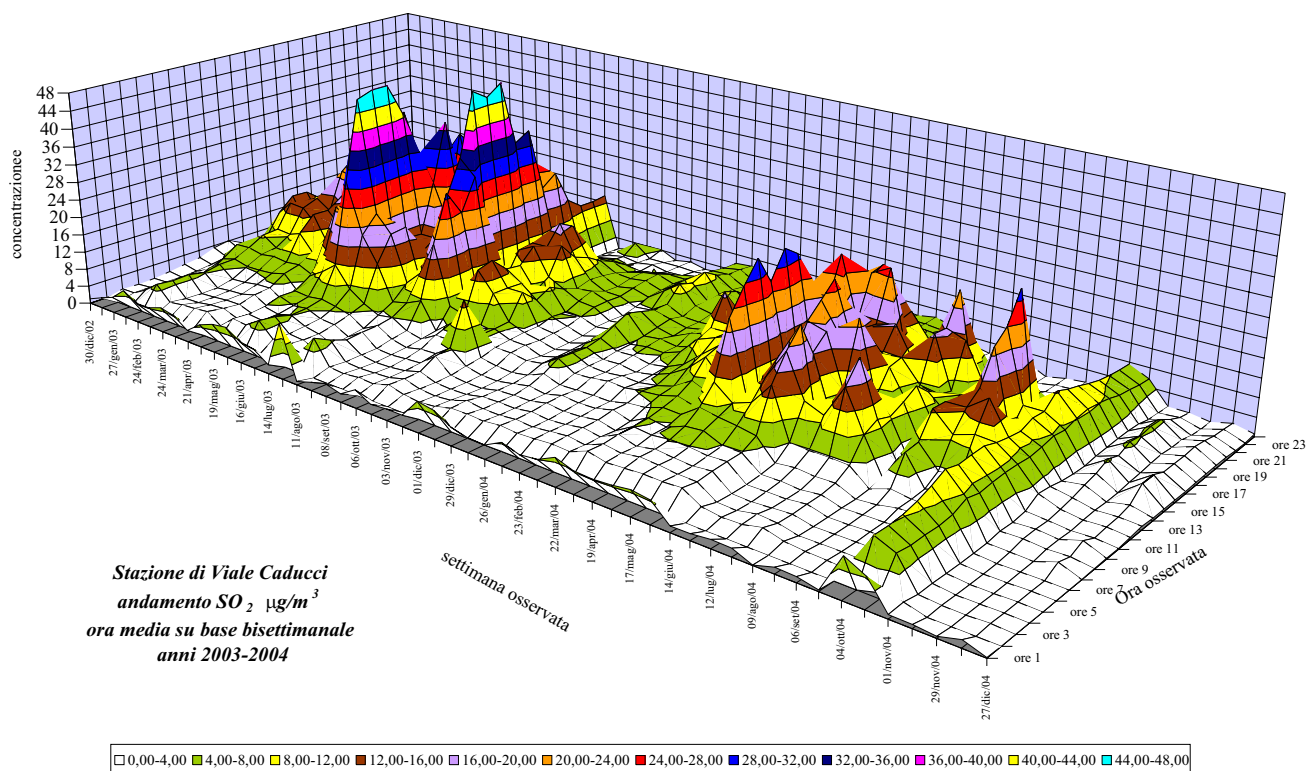 concentrazionee
48
44
40
36
32
28
24
20
16
12
8
4
0
30/dic/02
27/gen/03
24/feb/03
24/mar/03
21/apr/03
19/mag/03
16/giu/03
14/lug/03
11/ago/03
08/set/03
06/ott/03
03/nov/03
01/dic/03
29/dic/03
26/gen/04
23/feb/04
22/mar/04
19/apr/04
17/mag/04
14/giu/04
12/lug/04
09/ago/04
06/set/04
04/ott/04
01/nov/04
29/nov/04
27/dic/04
settimana osservata
ore 23
ore 21
ore 19
ore 17
ore 15
ore 13
ore 11
ore 9
ore 7
ore 5
ore 3
ore 1
Ora osservata
Stazione di Viale Caducci
andamento SO₂ µg/m³
ora media su base bisettimanale
anni 2003-2004
0,00-4,00 4,00-8,00 8,00-12,00 12,00-16,00 16,00-20,00 20,00-24,00 24,00-28,00 28,00-32,00 32,00-36,00 36,00-40,00 40,00-44,00 44,00-48,00